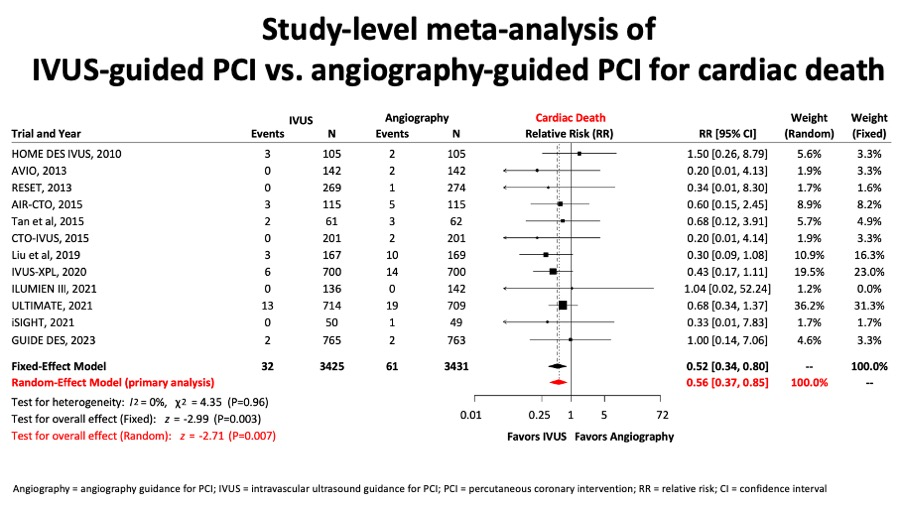 Study-level meta-analysis of
IVUS-guided PCI vs. angiography-guided PCI for cardiac death
IVUS Angiography Cardiac Death Weight Weight
Trial and Year Events N Events N Relative Risk (RR) RR [95% CI] (Random) (Fixed)
HOME DES IVUS, 2010 3 105 2 105 1.50 [0.26, 8.79] 5.6% 3.3%
AVIO, 2013 0 142 2 142 0.20 [0.01, 4.13] 1.9% 3.3%
RESET, 2013 0 269 1 274 0.34 [0.01, 8.30] 1.7% 1.6%
AIR-CTO, 2015 3 115 5 115 0.60 [0.15, 2.45] 8.9% 8.2%
Tan et al, 2015 2 61 3 62 0.68 [0.12, 3.91] 5.7% 4.9%
CTO-IVUS, 2015 0 201 2 201 0.20 [0.01, 4.14] 1.9% 3.3%
Liu et al, 2019 3 167 10 169 0.30 [0.09, 1.08] 10.9% 16.3%
IVUS-XPL, 2020 6 700 14 700 0.43 [0.17, 1.11] 19.5% 23.0%
ILUMIEN III, 2021 0 136 0 142 1.04 [0.02, 52.24] 1.2% 0.0%
ULTIMATE, 2021 13 714 19 709 0.68 [0.34, 1.37] 36.2% 31.3%
iSIGHT, 2021 0 50 1 49 0.33 [0.01, 7.83] 1.7% 1.7%
GUIDE DES, 2023 2 765 2 763 1.00 [0.14, 7.06] 4.6% 3.3%
Fixed-Effect Model 32 3425 61 3431 0.52 [0.34, 0.80] -- 100.0%
Random-Effect Model (primary analysis) 0.56 [0.37, 0.85] 100.0% --
Test for heterogeneity: I2 = 0%, χ2 = 4.35 (P=0.96)
Test for overall effect (Fixed): z = -2.99 (P=0.003)
Test for overall effect (Random): z = -2.71 (P=0.007)
0.01 0.25 1 5 72
Favors IVUS Favors Angiography
Angiography = angiography guidance for PCI; IVUS = intravascular ultrasound guidance for PCI; PCI = percutaneous coronary intervention; RR = relative risk; CI = confidence interval